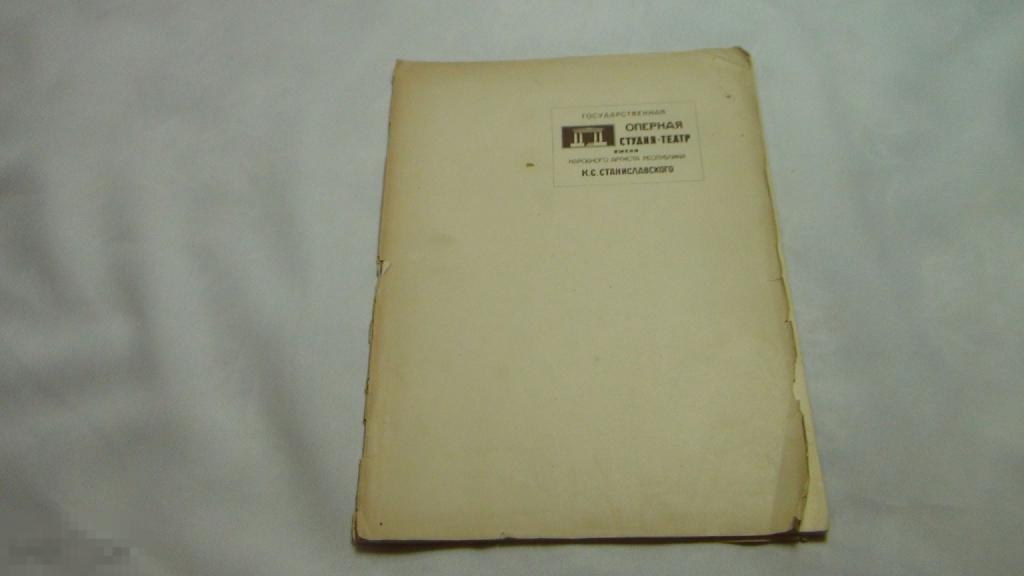 ГОСУДАРСТВЕННАЯ
ОПЕРНАЯ
СТУДИЯ-ТЕАТР
ИМЕНИ
НАРОДНОГО АРТИСТА РЕСПУБЛИКИ
К.С. СТАНИСЛАВСКОГО